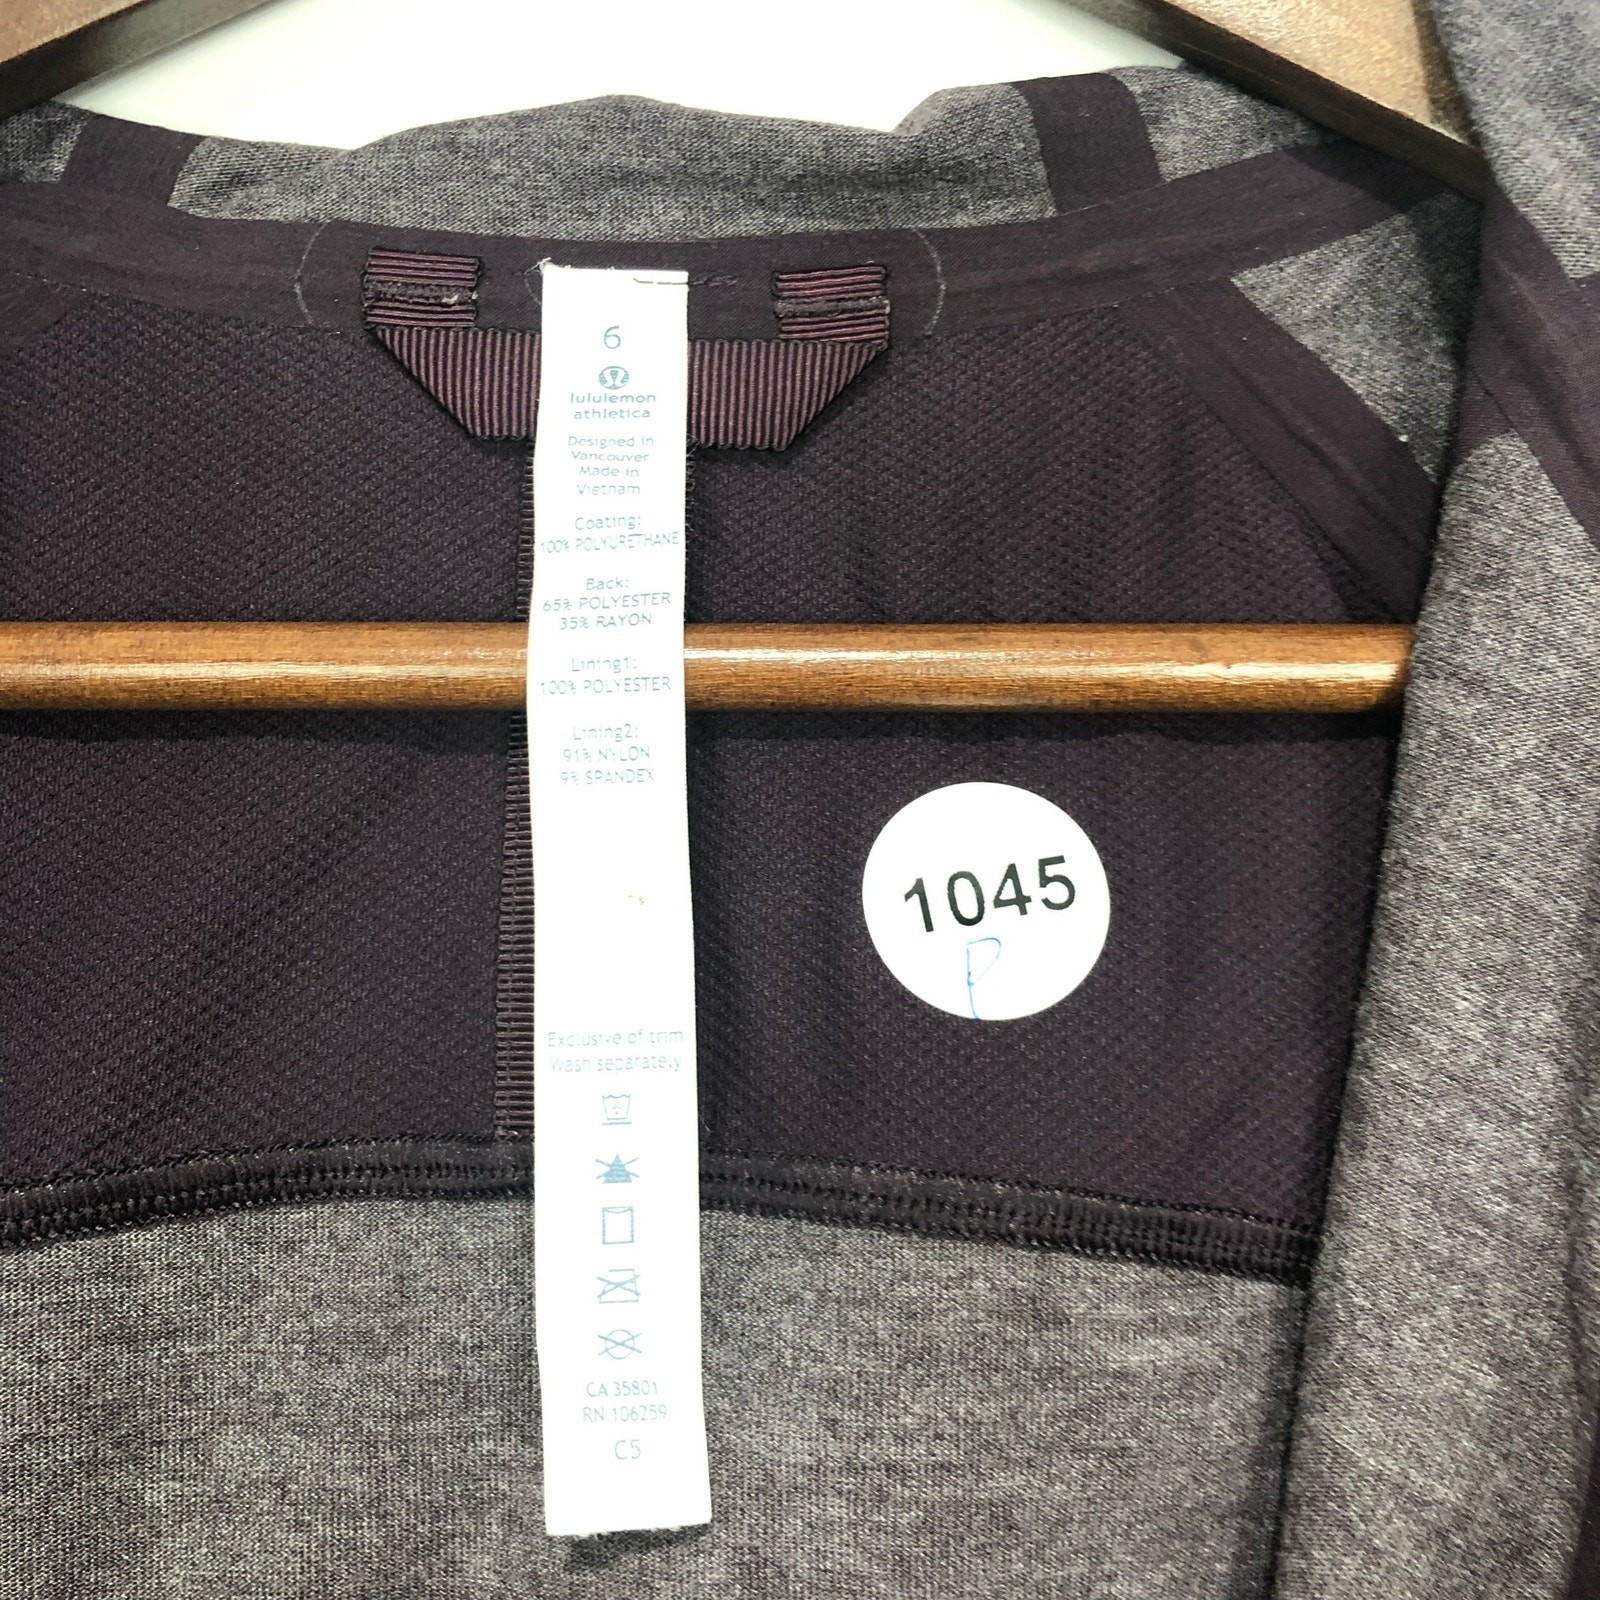 6
lululemon
athletica
Designed in
Vancouver
Made in
Vietnam
Coating:
100% POLYURETHANE
Back:
65% POLYESTER
35% RAYON
Lining1:
100% POLYESTER
Lining2:
91% NYLON
9% SPANDEX
Exclusive of trim
Wash separately
CA 35801
RN 106259
C5
1045
P